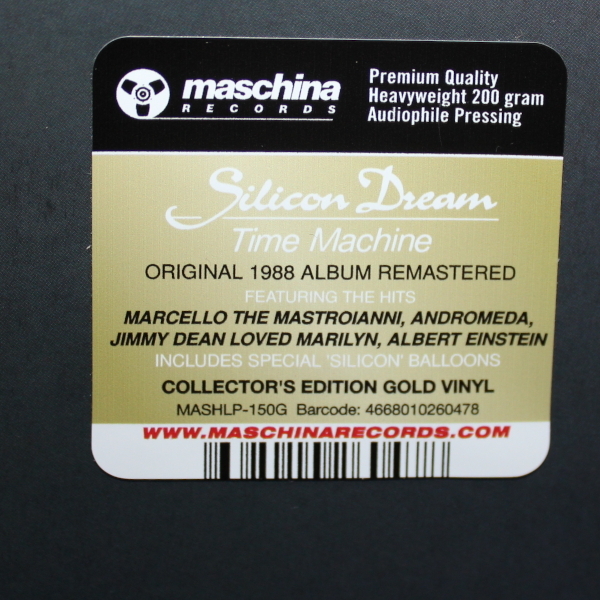 maschina
RECORDS
Premium Quality
Heavyweight 200 gram
Audiophile Pressing
Silicon Dream
Time Machine
ORIGINAL 1988 ALBUM REMASTERED
FEATURING THE HITS
MARCELLO THE MASTROIANNI, ANDROMEDA,
JIMMY DEAN LOVED MARILYN, ALBERT EINSTEIN
INCLUDES SPECIAL 'SILICON' BALLOONS
COLLECTOR'S EDITION GOLD VINYL
MASHLP-150G Barcode: 4668010260478
WWW.MASCHINARECORDS.COM